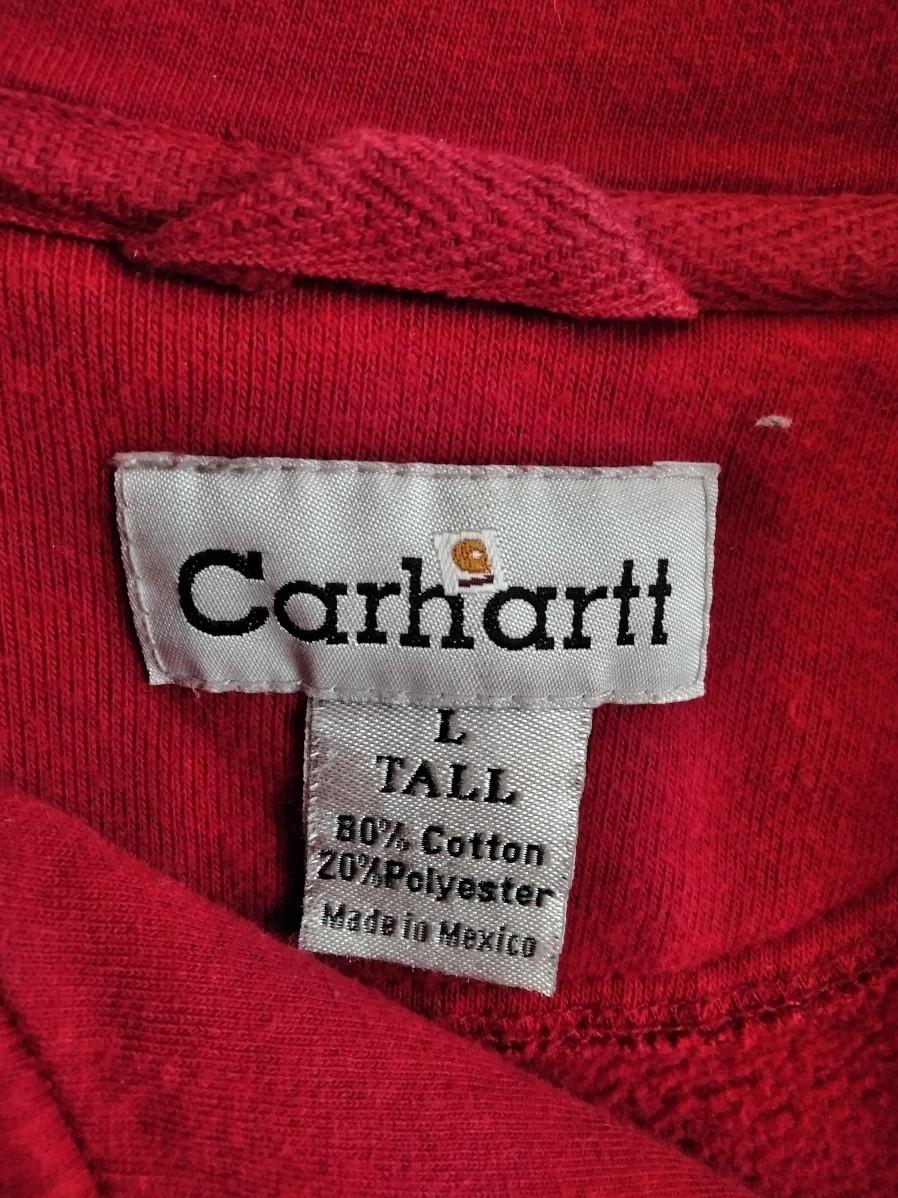 Carhartt
L
TALL
80% Cotton
20%Polyester
Made in Mexico